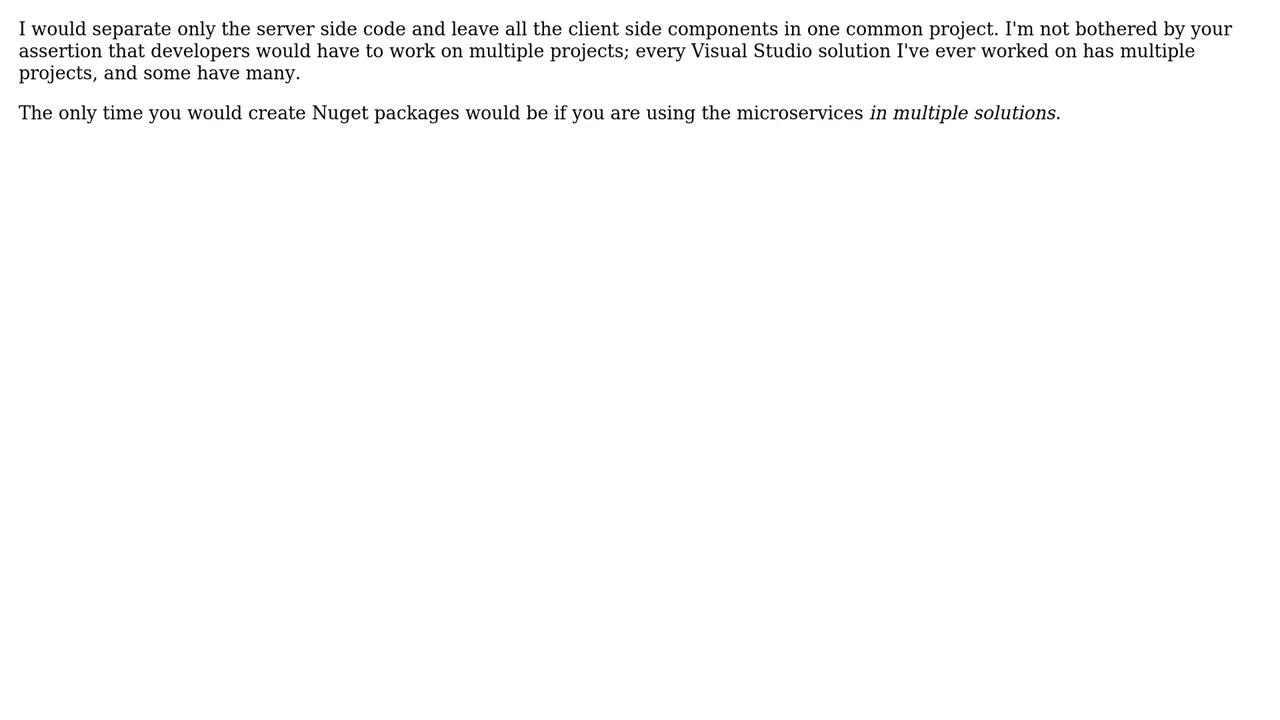 I would separate only the server side code and leave all the client side components in one common project. I'm not bothered by your
assertion that developers would have to work on multiple projects; every Visual Studio solution I've ever worked on has multiple
projects, and some have many.
The only time you would create Nuget packages would be if you are using the microservices in multiple solutions.